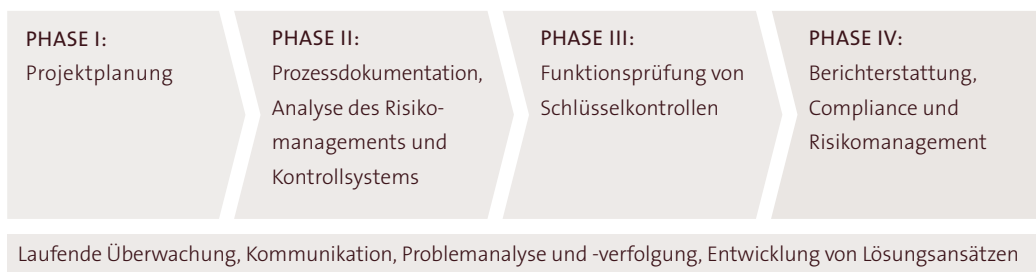 PHASE I:
Projektplanung
PHASE II:
Prozessdokumentation,
Analyse des Risiko-
managements und
Kontrollsystems
PHASE III:
Funktionsprüfung von
Schlüsselkontrollen
PHASE IV:
Berichterstattung,
Compliance und
Risikomanagement
Laufende Überwachung, Kommunikation, Problemanalyse und -verfolgung, Entwicklung von Lösungsansätzen